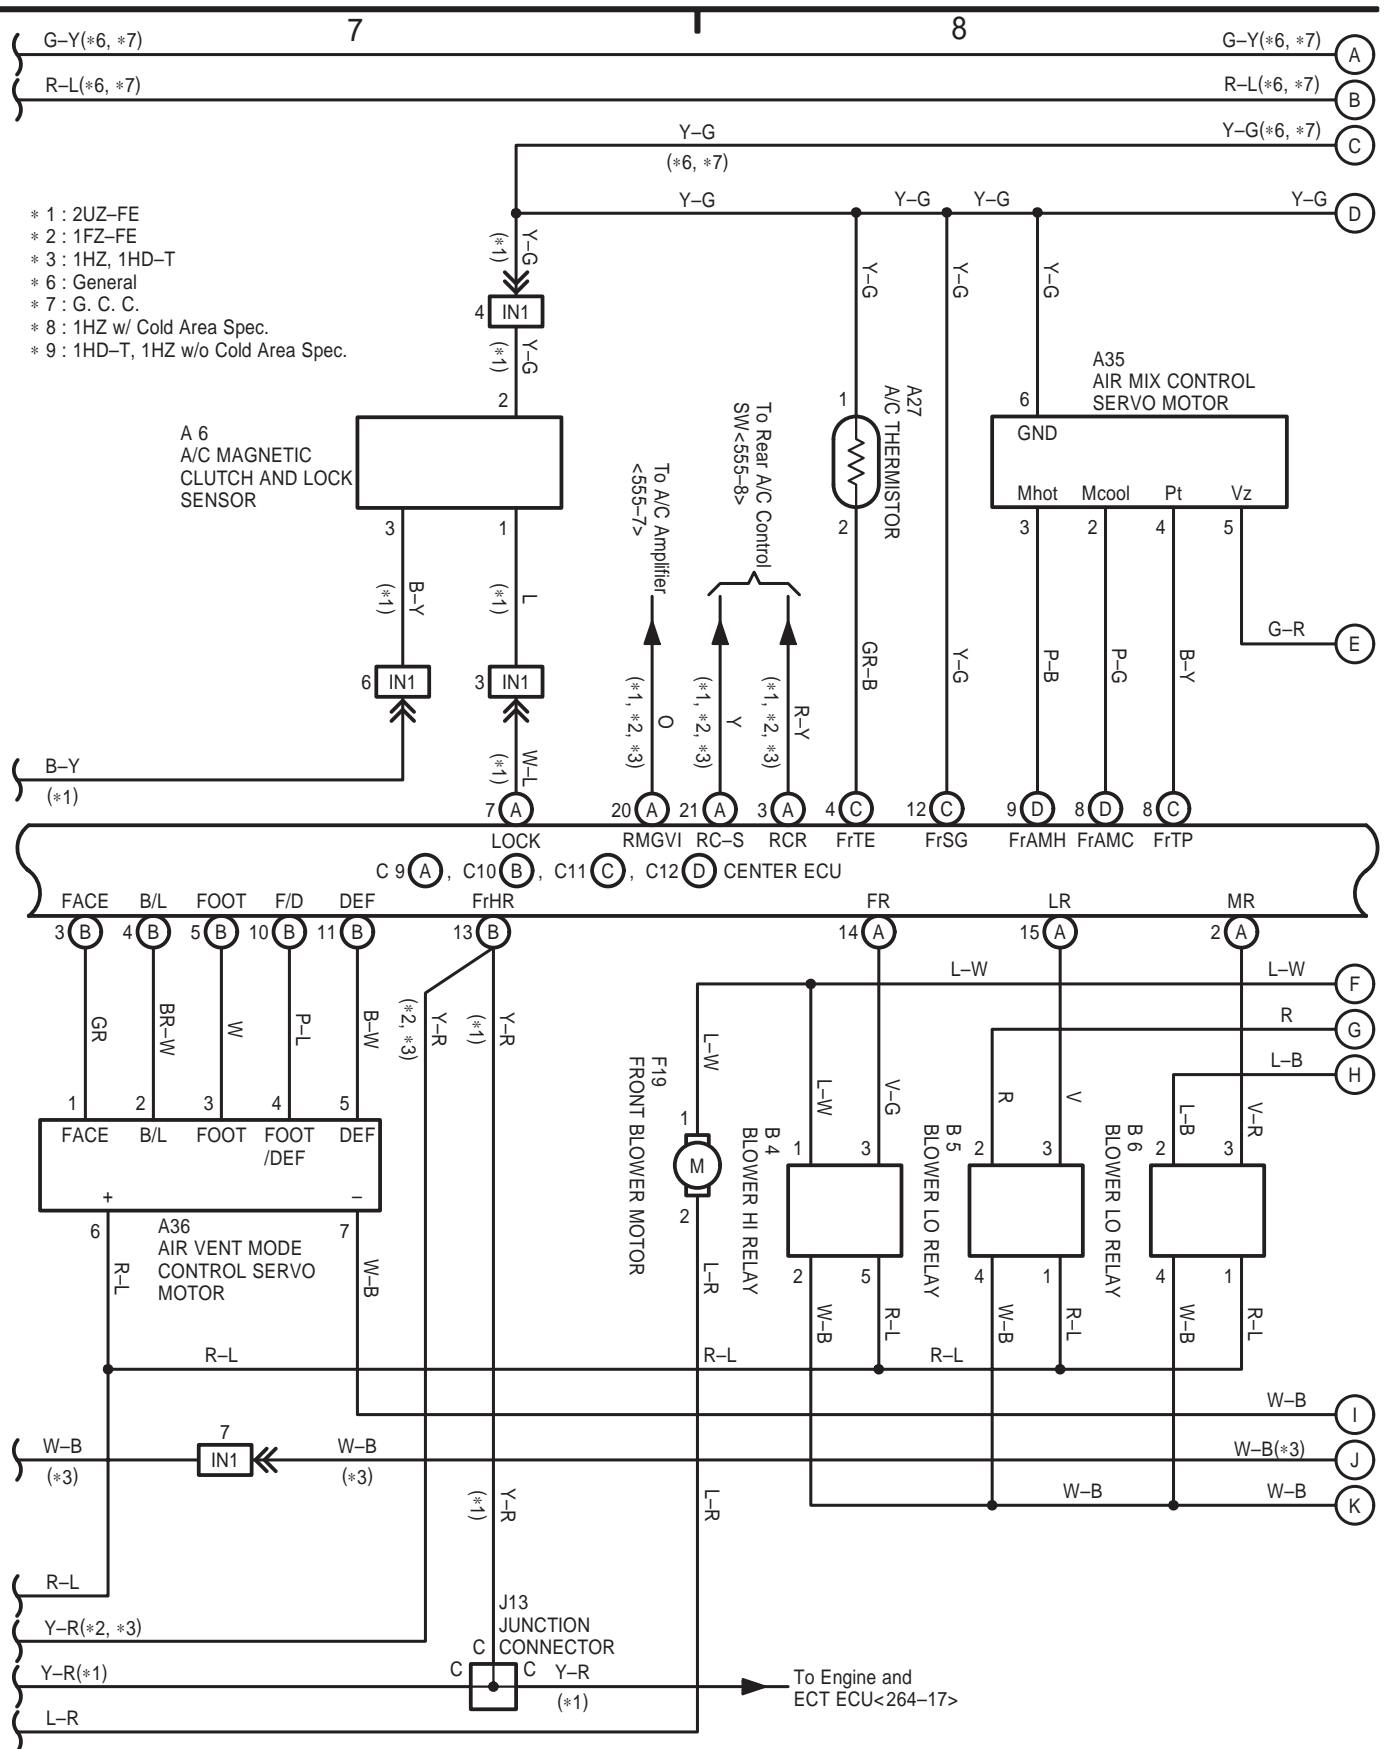 7
8
G–Y(∗6, ∗7)
G–Y(∗6, ∗7)
A
R–L(∗6, ∗7)
R–L(∗6, ∗7)
B
Y–G
(∗6, ∗7)
Y–G(∗6, ∗7)
C
Y–G
Y–G
Y–G
Y–G
D
∗ 1 : 2UZ–FE
∗ 2 : 1FZ–FE
∗ 3 : 1HZ, 1HD–T
∗ 6 : General
∗ 7 : G. C. C.
∗ 8 : 1HZ w/ Cold Area Spec.
∗ 9 : 1HD–T, 1HZ w/o Cold Area Spec.
Y–G
(∗1)
4
IN1
Y–G
(∗1)
2
A 6
A/C MAGNETIC
CLUTCH AND LOCK
SENSOR
3
1
B–Y
(∗1)
L
(∗1)
6
IN1
3
IN1
W–L
(∗1)
B–Y
(∗1)
To A/C Amplifier
<555–7>
To Rear A/C Control
SW<555–8>
O
(∗1, ∗2, ∗3)
Y
(∗1, ∗2, ∗3)
R–Y
(∗1, ∗2, ∗3)
Y–G
Y–G
Y–G
1
A27
A/C THERMISTOR
2
GR–B
Y–G
A35
AIR MIX CONTROL
SERVO MOTOR
6
GND
Mhot
Mcool
Pt
Vz
3
2
4
5
P–B
P–G
B–Y
G–R
E
7
A
20
A
21
A
3
A
4
C
12
C
9
D
8
D
8
C
LOCK
RMGVI
RC–S
RCR
FrTE
FrSG
FrAMH
FrAMC
FrTP
C 9 A , C10 B , C11 C , C12 D CENTER ECU
FACE
B/L
FOOT
F/D
DEF
FrHR
FR
LR
MR
3
B
4
B
5
B
10
B
11
B
13
B
14
A
15
A
2
A
GR
BR–W
W
P–L
B–W
Y–R
(∗2, ∗3)
Y–R
(∗1)
L–W
L–W
F
R
G
L–B
H
L–W
L–W
V–G
R
V
L–B
V–R
1
2
3
4
5
FACE
B/L
FOOT
FOOT
/DEF
DEF
+
–
6
7
A36
AIR VENT MODE
CONTROL SERVO
MOTOR
R–L
W–B
F19
FRONT BLOWER MOTOR
1
M
2
L–R
B 4
BLOWER HI RELAY
1
3
2
5
W–B
R–L
B 5
BLOWER LO RELAY
2
3
4
1
W–B
R–L
B 6
BLOWER LO RELAY
2
3
4
1
W–B
R–L
R–L
R–L
R–L
W–B
I
W–B
(∗3)
7
IN1
W–B
(∗3)
W–B(∗3)
J
Y–R
(∗1)
L–R
W–B
W–B
K
R–L
Y–R(∗2, ∗3)
Y–R(∗1)
L–R
J13
JUNCTION
CONNECTOR
C
C
C
Y–R
(∗1)
To Engine and
ECT ECU<264–17>